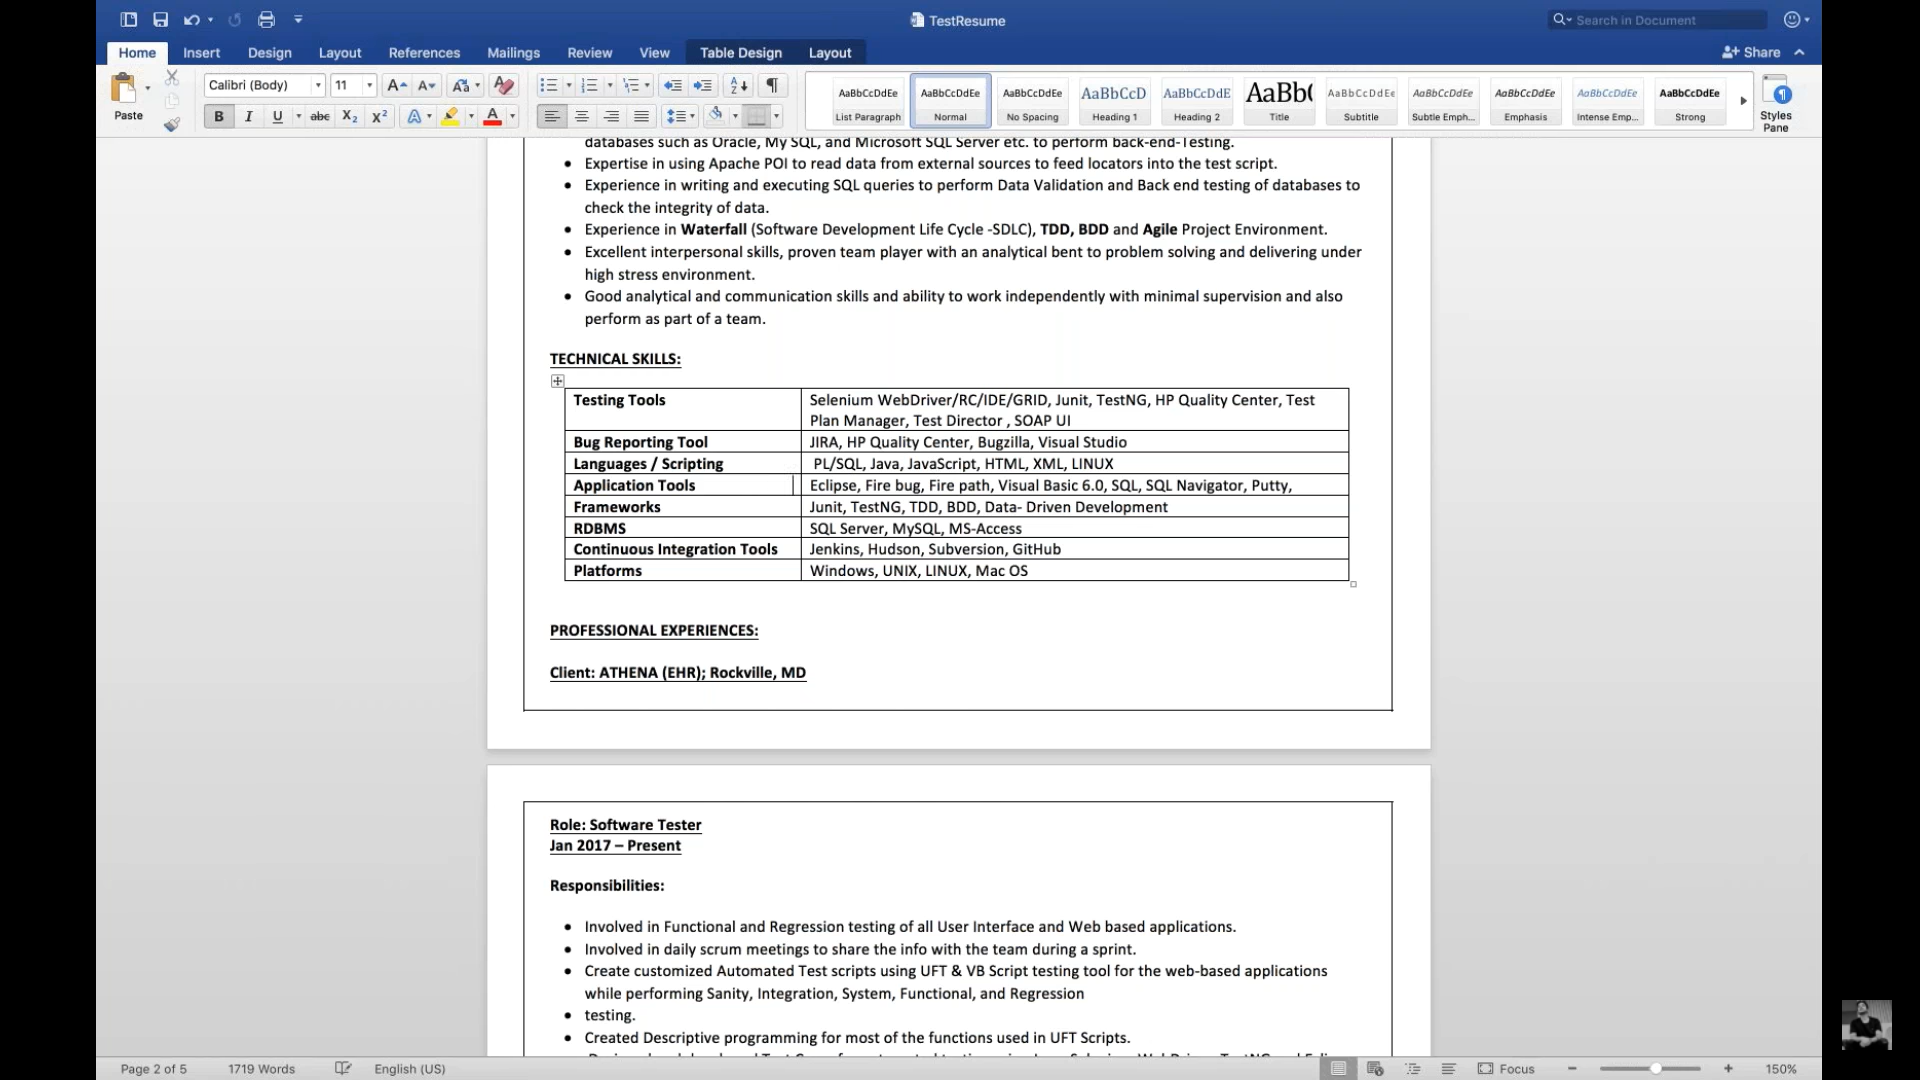 TestResume
Search in Document
Home Insert Design Layout References Mailings Review View Table Design Layout
Share
Paste
Calibri (Body) 11
AaBbCcDdEe AaBbCcDdEe AaBbCcDdEe AaBbCcD AaBbCcDdE AaBb( AaBbCcDdEe AaBbCcDdEe AaBbCcDdEe AaBbCcDdEe AaBbCcDdEe
List Paragraph Normal No Spacing Heading 1 Heading 2 Title Subtitle Subtle Emph... Emphasis Intense Emp... Strong
Styles
Pane
databases such as Oracle, My SQL, and Microsoft SQL Server etc. to perform back-end-Testing.
• Expertise in using Apache POI to read data from external sources to feed locators into the test script.
• Experience in writing and executing SQL queries to perform Data Validation and Back end testing of databases to
check the integrity of data.
• Experience in Waterfall (Software Development Life Cycle -SDLC), TDD, BDD and Agile Project Environment.
• Excellent interpersonal skills, proven team player with an analytical bent to problem solving and delivering under
high stress environment.
• Good analytical and communication skills and ability to work independently with minimal supervision and also
perform as part of a team.
TECHNICAL SKILLS:
Testing Tools Selenium WebDriver/RC/IDE/GRID, Junit, TestNG, HP Quality Center, Test
Plan Manager, Test Director , SOAP UI
Bug Reporting Tool JIRA, HP Quality Center, Bugzilla, Visual Studio
Languages / Scripting PL/SQL, Java, JavaScript, HTML, XML, LINUX
Application Tools Eclipse, Fire bug, Fire path, Visual Basic 6.0, SQL, SQL Navigator, Putty,
Frameworks Junit, TestNG, TDD, BDD, Data- Driven Development
RDBMS SQL Server, MySQL, MS-Access
Continuous Integration Tools Jenkins, Hudson, Subversion, GitHub
Platforms Windows, UNIX, LINUX, Mac OS
PROFESSIONAL EXPERIENCES:
Client: ATHENA (EHR); Rockville, MD
Role: Software Tester
Jan 2017 – Present
Responsibilities:
• Involved in Functional and Regression testing of all User Interface and Web based applications.
• Involved in daily scrum meetings to share the info with the team during a sprint.
• Create customized Automated Test scripts using UFT & VB Script testing tool for the web-based applications
while performing Sanity, Integration, System, Functional, and Regression
• testing.
• Created Descriptive programming for most of the functions used in UFT Scripts.
Page 2 of 5 1719 Words English (US) Focus 150%